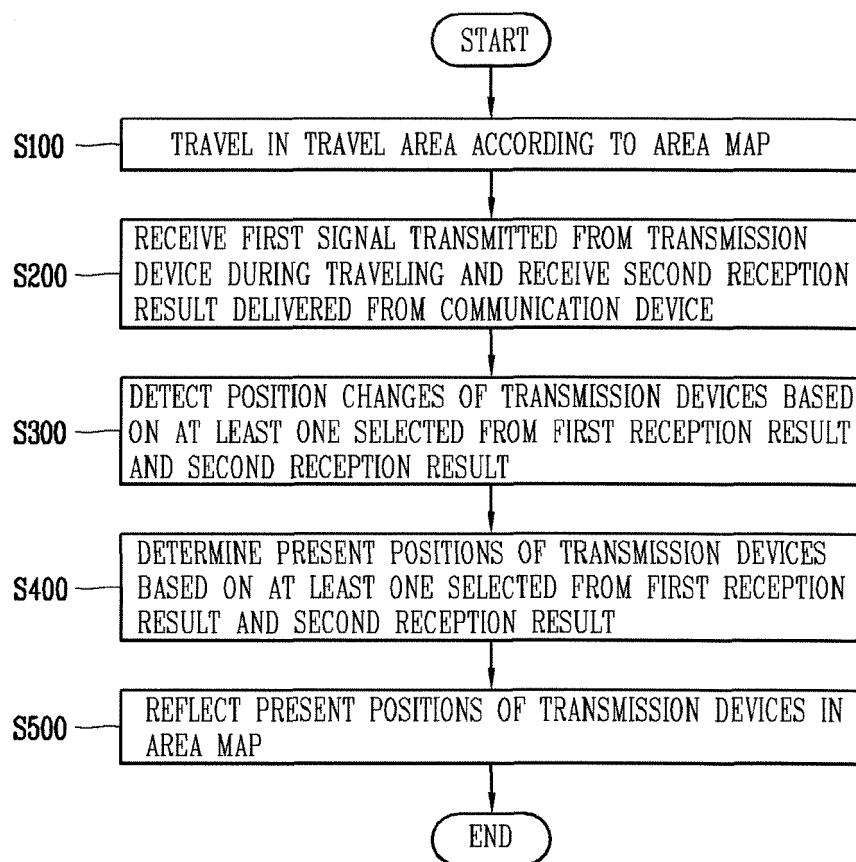 START
S100
TRAVEL IN TRAVEL AREA ACCORDING TO AREA MAP
S200
RECEIVE FIRST SIGNAL TRANSMITTED FROM TRANSMISSION
DEVICE DURING TRAVELING AND RECEIVE SECOND RECEPTION
RESULT DELIVERED FROM COMMUNICATION DEVICE
S300
DETECT POSITION CHANGES OF TRANSMISSION DEVICES BASED
ON AT LEAST ONE SELECTED FROM FIRST RECEPTION RESULT
AND SECOND RECEPTION RESULT
S400
DETERMINE PRESENT POSITIONS OF TRANSMISSION DEVICES
BASED ON AT LEAST ONE SELECTED FROM FIRST RECEPTION
RESULT AND SECOND RECEPTION RESULT
S500
REFLECT PRESENT POSITIONS OF TRANSMISSION DEVICES IN
AREA MAP
END